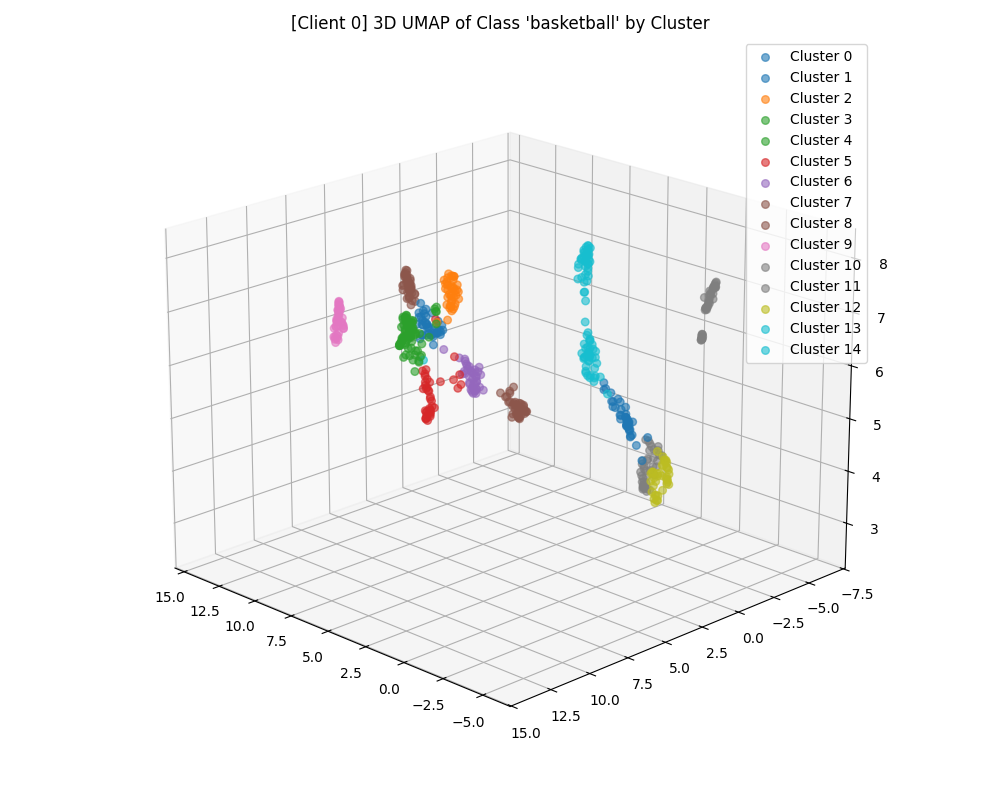 [Client 0] 3D UMAP of Class 'basketball' by Cluster
Cluster 0
Cluster 1
Cluster 2
Cluster 3
Cluster 4
Cluster 5
Cluster 6
Cluster 7
Cluster 8
Cluster 9
Cluster 10
Cluster 11
Cluster 12
Cluster 13
Cluster 14
8
7
6
5
4
3
15.0
12.5
10.0
7.5
5.0
2.5
0.0
−2.5
−5.0
−7.5
−5.0
−2.5
0.0
2.5
5.0
7.5
10.0
12.5
15.0